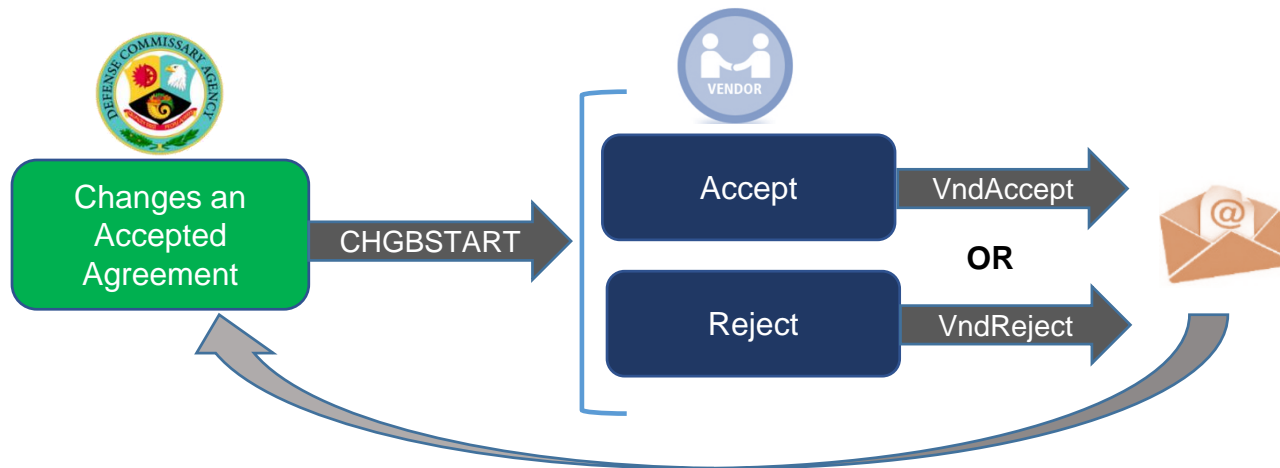 DEFENSE COMMISSARY AGENCY
VENDOR
Changes an
Accepted
Agreement
CHGBSTART
Accept
VndAccept
OR
Reject
VndReject
@